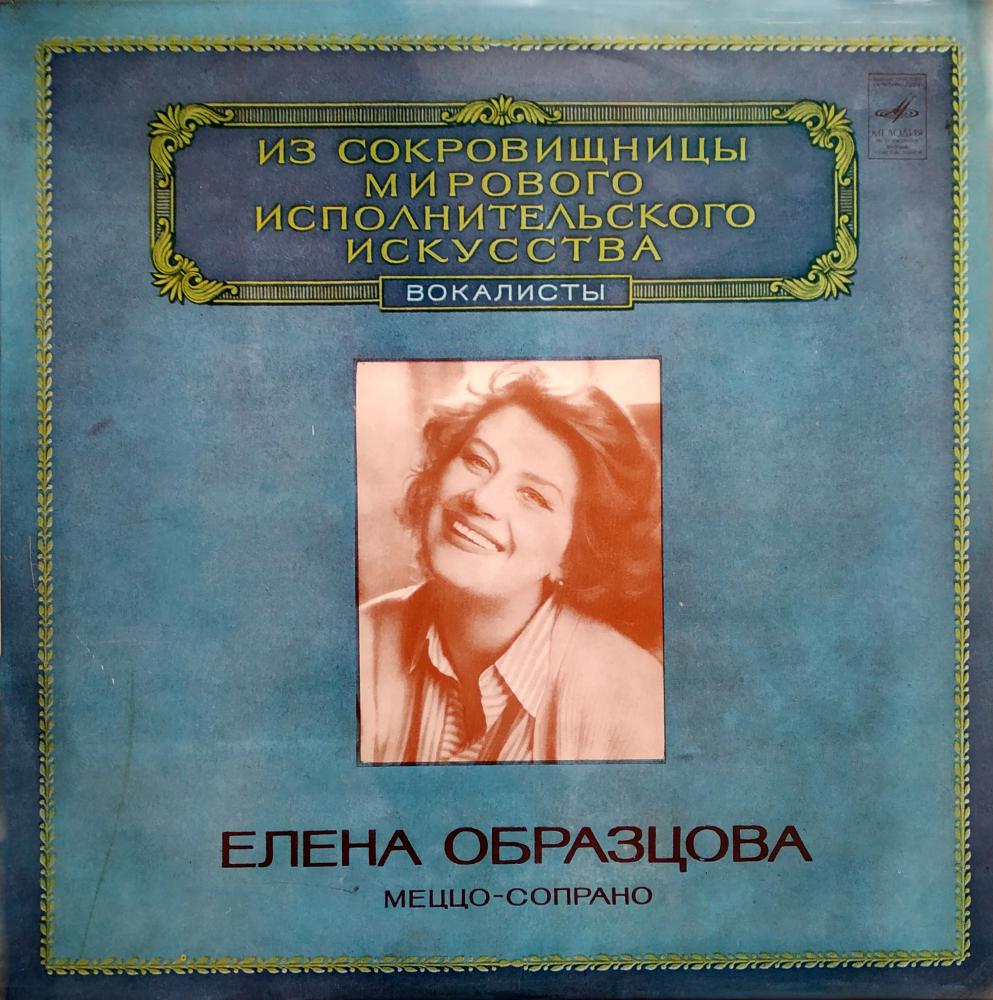 ИЗ СОКРОВИЩНИЦЫ
МИРОВОГО
ИСПОЛНИТЕЛЬСКОГО
ИСКУССТВА
ВОКАЛИСТЫ
МЕЛОДИЯ
ЕЛЕНА ОБРАЗЦОВА
МЕЦЦО-СОПРАНО